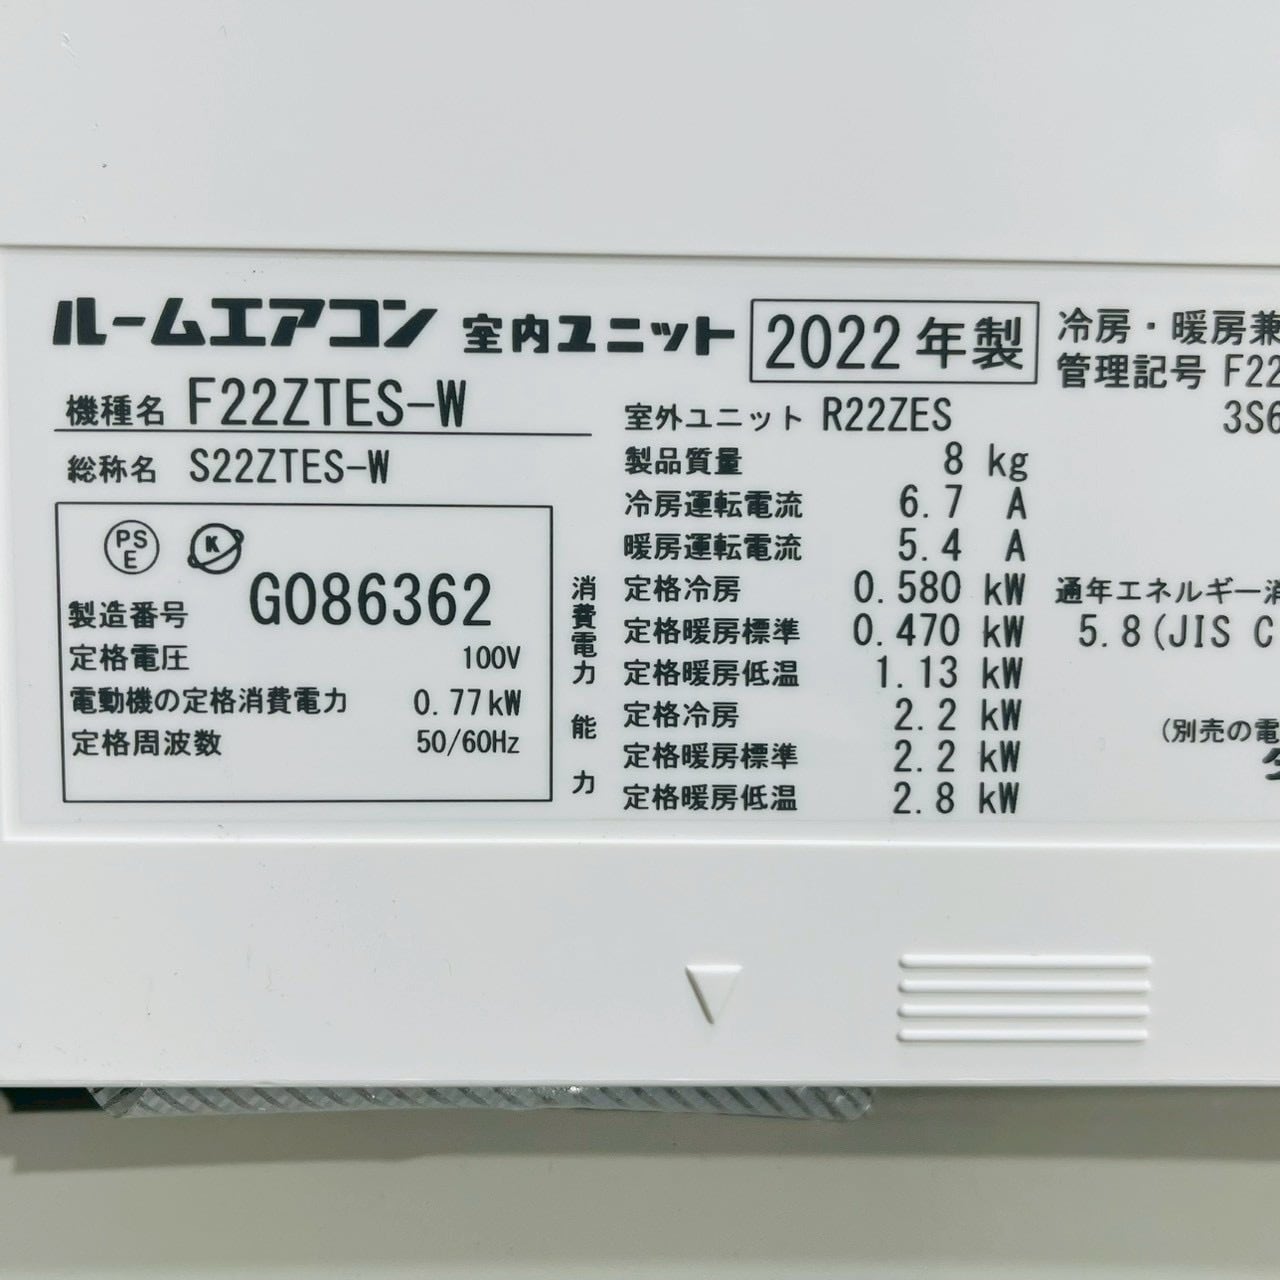 ルームエアコン 室内ユニット 2022年製
機種名 F22ZTES-W
総称名 S22ZTES-W
PS
E
K
製造番号 G086362
定格電圧 100V
電動機の定格消費電力 0.77kW
定格周波数 50/60Hz
室外ユニット R22ZES
製品質量 8 kg
冷房運転電流 6.7 A
暖房運転電流 5.4 A
消費電力
定格冷房 0.580 kW
定格暖房標準 0.470 kW
定格暖房低温 1.13 kW
能力
定格冷房 2.2 kW
定格暖房標準 2.2 kW
定格暖房低温 2.8 kW
冷房・暖房兼
管理記号 F22
3S6
通年エネルギー消
5.8(JIS C
(別売の電